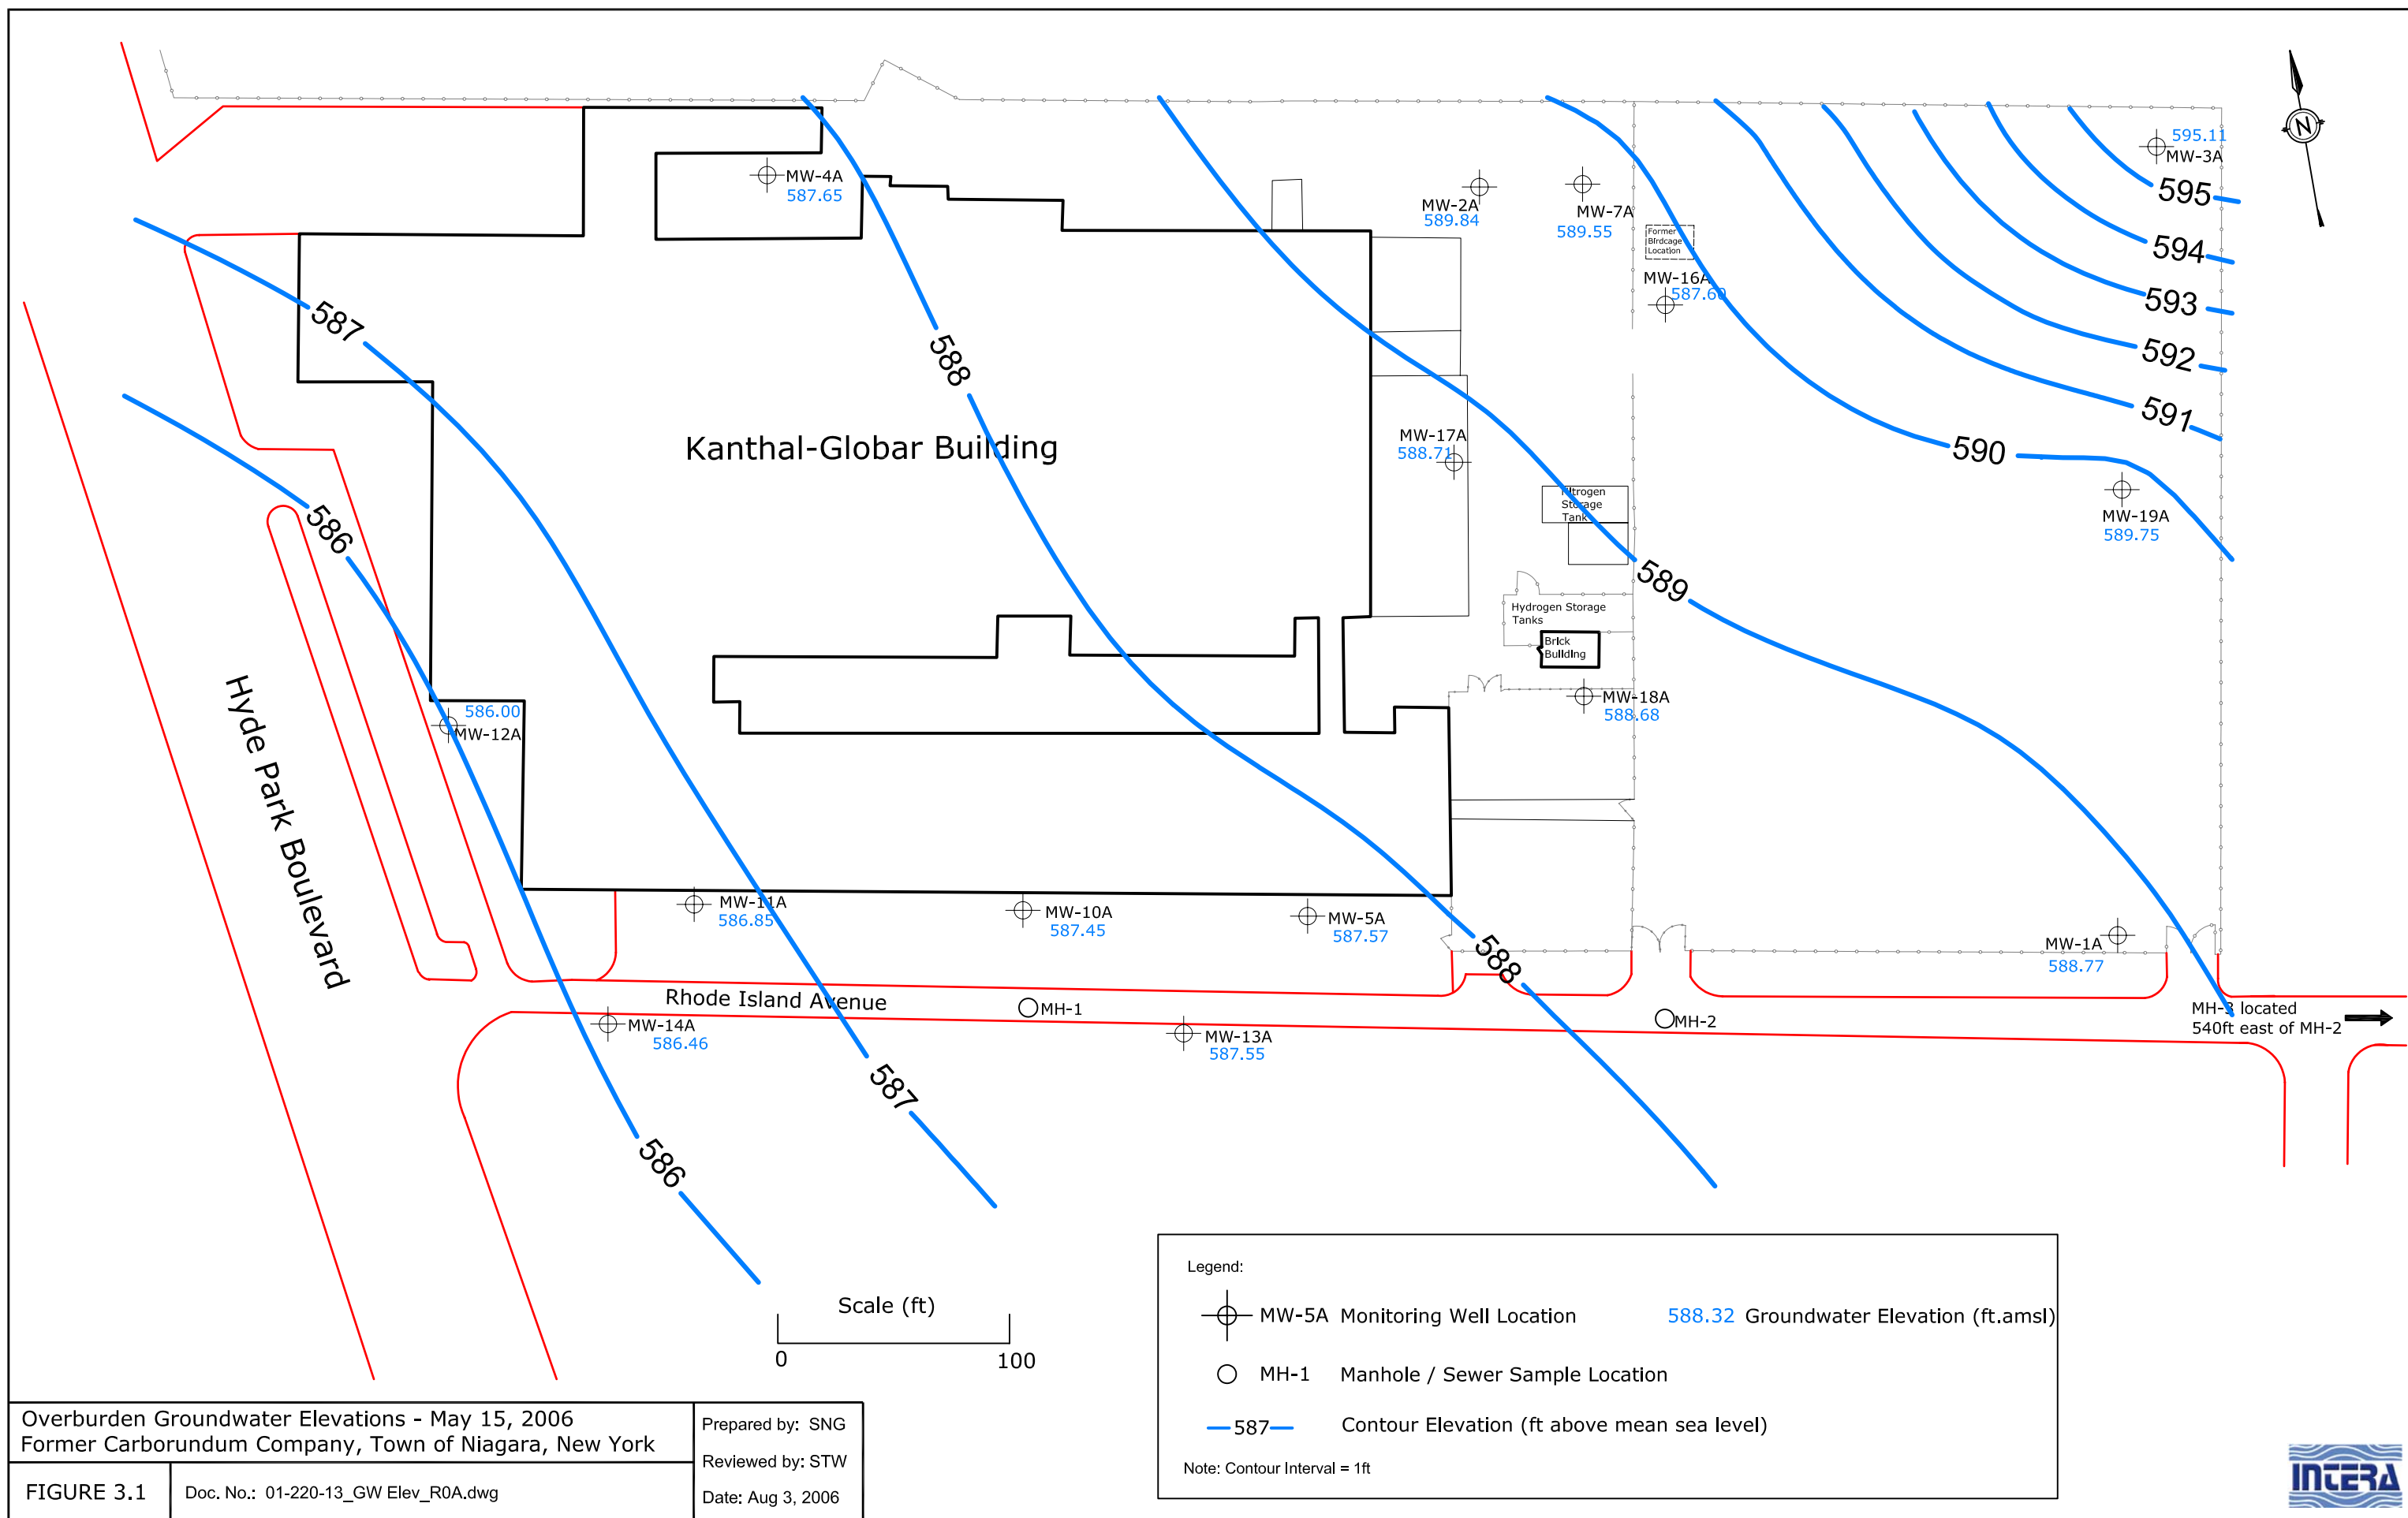 595.11
MW-3A
N
MW-4A
587.65
595
MW-2A
589.84
MW-7A
589.55
Former
Birdcage
Location
594
MW-16A
587.60
593
587
588
592
591
Kanthal-Globar Building
MW-17A
588.71
590
Nitrogen
Storage
Tank
MW-19A
589.75
586
589
Hydrogen Storage
Tanks
Brick
Building
586.00
MW-12A
MW-18A
588.68
Hyde Park Boulevard
MW-11A
586.85
MW-10A
587.45
MW-5A
587.57
588
MW-1A
588.77
Rhode Island Avenue
MH-1
MH-2
MH-3 located
540ft east of MH-2
MW-14A
586.46
MW-13A
587.55
587
586
Scale (ft)
0 100
Legend:
MW-5A Monitoring Well Location 588.32 Groundwater Elevation (ft.amsl)
MH-1 Manhole / Sewer Sample Location
587 Contour Elevation (ft above mean sea level)
Note: Contour Interval = 1ft
Overburden Groundwater Elevations - May 15, 2006
Former Carborundum Company, Town of Niagara, New York
FIGURE 3.1
Doc. No.: 01-220-13_GW Elev_R0A.dwg
Prepared by: SNG
Reviewed by: STW
Date: Aug 3, 2006
INTERA